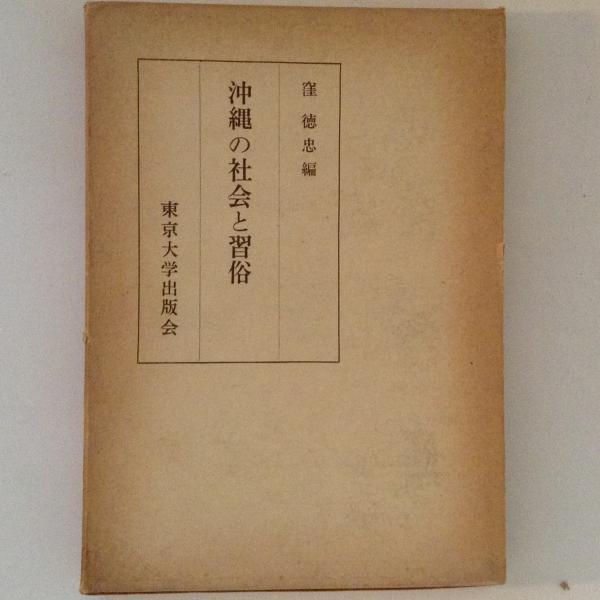 窪徳忠編
沖縄の社会と習俗
東京大学出版会